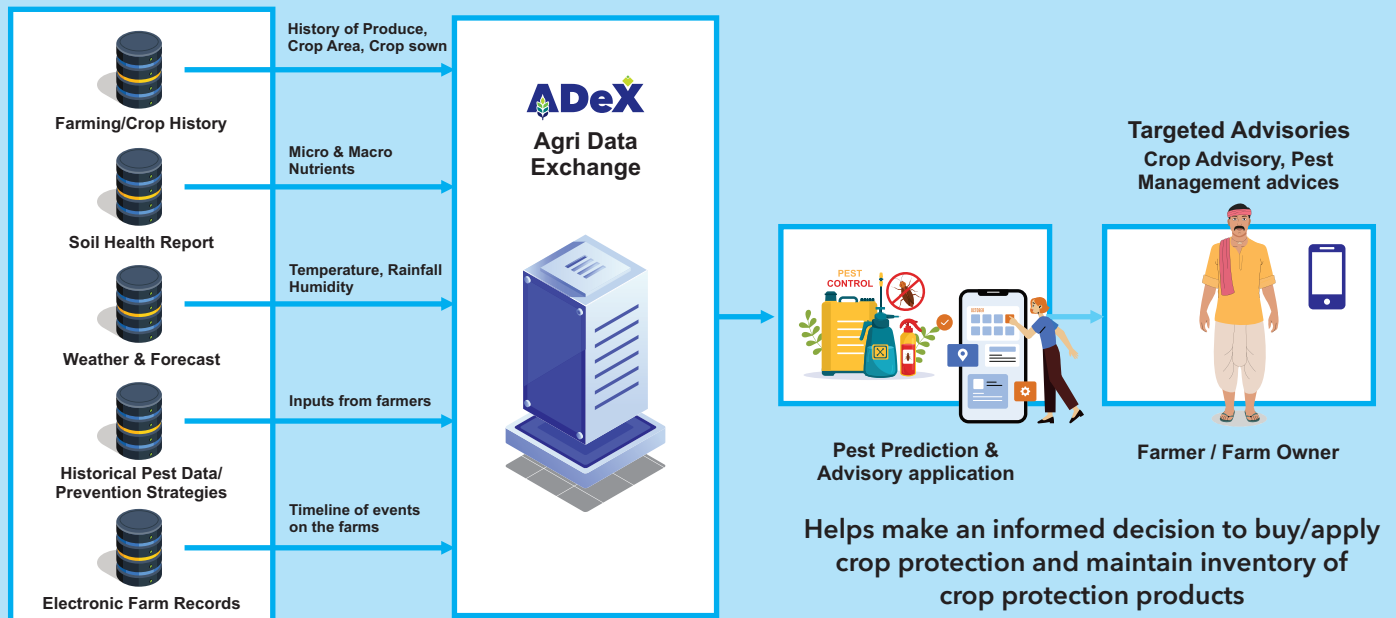 History of Produce,
Crop Area, Crop sown
Farming/Crop History
Micro & Macro
Nutrients
Soil Health Report
Temperature, Rainfall
Humidity
Weather & Forecast
Inputs from farmers
Historical Pest Data/
Prevention Strategies
Timeline of events
on the farms
Electronic Farm Records
ADeX
Agri Data
Exchange
PEST
CONTROL
Pest Prediction &
Advisory application
Targeted Advisories
Crop Advisory, Pest
Management advices
Farmer / Farm Owner
Helps make an informed decision to buy/apply
crop protection and maintain inventory of
crop protection products